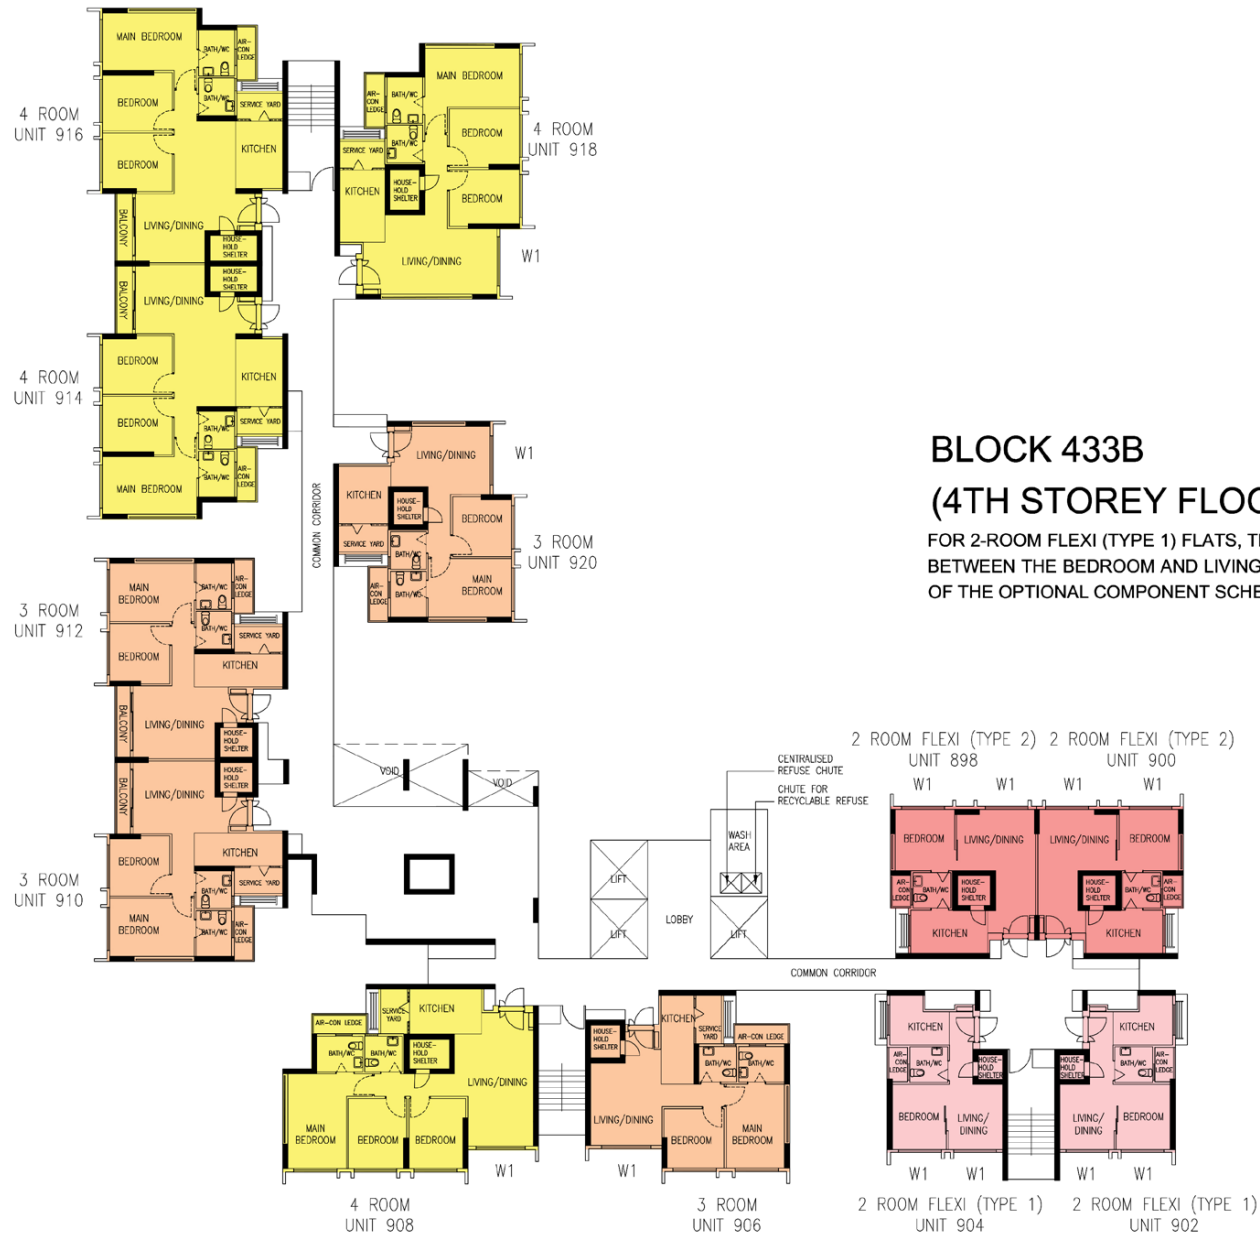 MAIN BEDROOM
BATH/WC
AIR-
CON
LEDGE
BEDROOM
BATH/WC
SERVICE YARD
4 ROOM
UNIT 916
KITCHEN
BEDROOM
BALCONY
LIVING/DINING
HOUSE-
HOLD
SHELTER
MAIN BEDROOM
AIR-
CON
LEDGE
BATH/WC
BEDROOM
4 ROOM
UNIT 918
BATH/WC
SERVICE YARD
HOUSE-
HOLD
SHELTER
KITCHEN
BEDROOM
LIVING/DINING
W1
HOUSE-
HOLD
SHELTER
BALCONY
LIVING/DINING
BEDROOM
KITCHEN
4 ROOM
UNIT 914
BEDROOM
BATH/WC
SERVICE YARD
MAIN BEDROOM
BATH/WC
AIR-
CON
LEDGE
COMMON CORRIDOR
LIVING/DINING
W1
KITCHEN
HOUSE-
HOLD
SHELTER
BEDROOM
SERVICE YARD
BATH/WC
3 ROOM
UNIT 920
AIR-
CON
LEDGE
BATH/WC
MAIN
BEDROOM
BLOCK 433B
(4TH STOREY FLOO
FOR 2-ROOM FLEXI (TYPE 1) FLATS, TH
BETWEEN THE BEDROOM AND LIVING
OF THE OPTIONAL COMPONENT SCHE
MAIN
BEDROOM
BATH/WC
AIR-
CON
LEDGE
3 ROOM
UNIT 912
BATH/WC
SERVICE YARD
BEDROOM
KITCHEN
BALCONY
LIVING/DINING
HOUSE-
HOLD
SHELTER
HOUSE-
HOLD
SHELTER
BALCONY
LIVING/DINING
KITCHEN
BEDROOM
3 ROOM
UNIT 910
BATH/WC
SERVICE YARD
MAIN
BEDROOM
BATH/WC
AIR-
CON
LEDGE
VOID
VOID
CENTRALISED
REFUSE CHUTE
CHUTE FOR
RECYCLABLE REFUSE
WASH
AREA
LIFT
LIFT
LOBBY
LIFT
COMMON CORRIDOR
2 ROOM FLEXI (TYPE 2)
UNIT 898
2 ROOM FLEXI (TYPE 2)
UNIT 900
W1
W1
W1
W1
BEDROOM
LIVING/DINING
LIVING/DINING
BEDROOM
AIR-
CON
LEDGE
BATH/WC
HOUSE-
HOLD
SHELTER
HOUSE-
HOLD
SHELTER
BATH/WC
AIR-
CON
LEDGE
KITCHEN
KITCHEN
AIR-CON LEDGE
SERVICE
YARD
KITCHEN
BATH/WC
BATH/WC
HOUSE-
HOLD
SHELTER
LIVING/DINING
MAIN
BEDROOM
BEDROOM
BEDROOM
W1
4 ROOM
UNIT 908
HOUSE-
HOLD
SHELTER
KITCHEN
SERVICE
YARD
AIR-CON LEDGE
BATH/WC
BATH/WC
LIVING/DINING
BEDROOM
MAIN
BEDROOM
W1
3 ROOM
UNIT 906
KITCHEN
AIR-
CON
LEDGE
BATH/WC
HOUSE-
HOLD
SHELTER
BEDROOM
LIVING/
DINING
W1
W1
2 ROOM FLEXI (TYPE 1)
UNIT 904
KITCHEN
HOUSE-
HOLD
SHELTER
BATH/WC
AIR-
CON
LEDGE
LIVING/
DINING
BEDROOM
W1
W1
2 ROOM FLEXI (TYPE 1)
UNIT 902